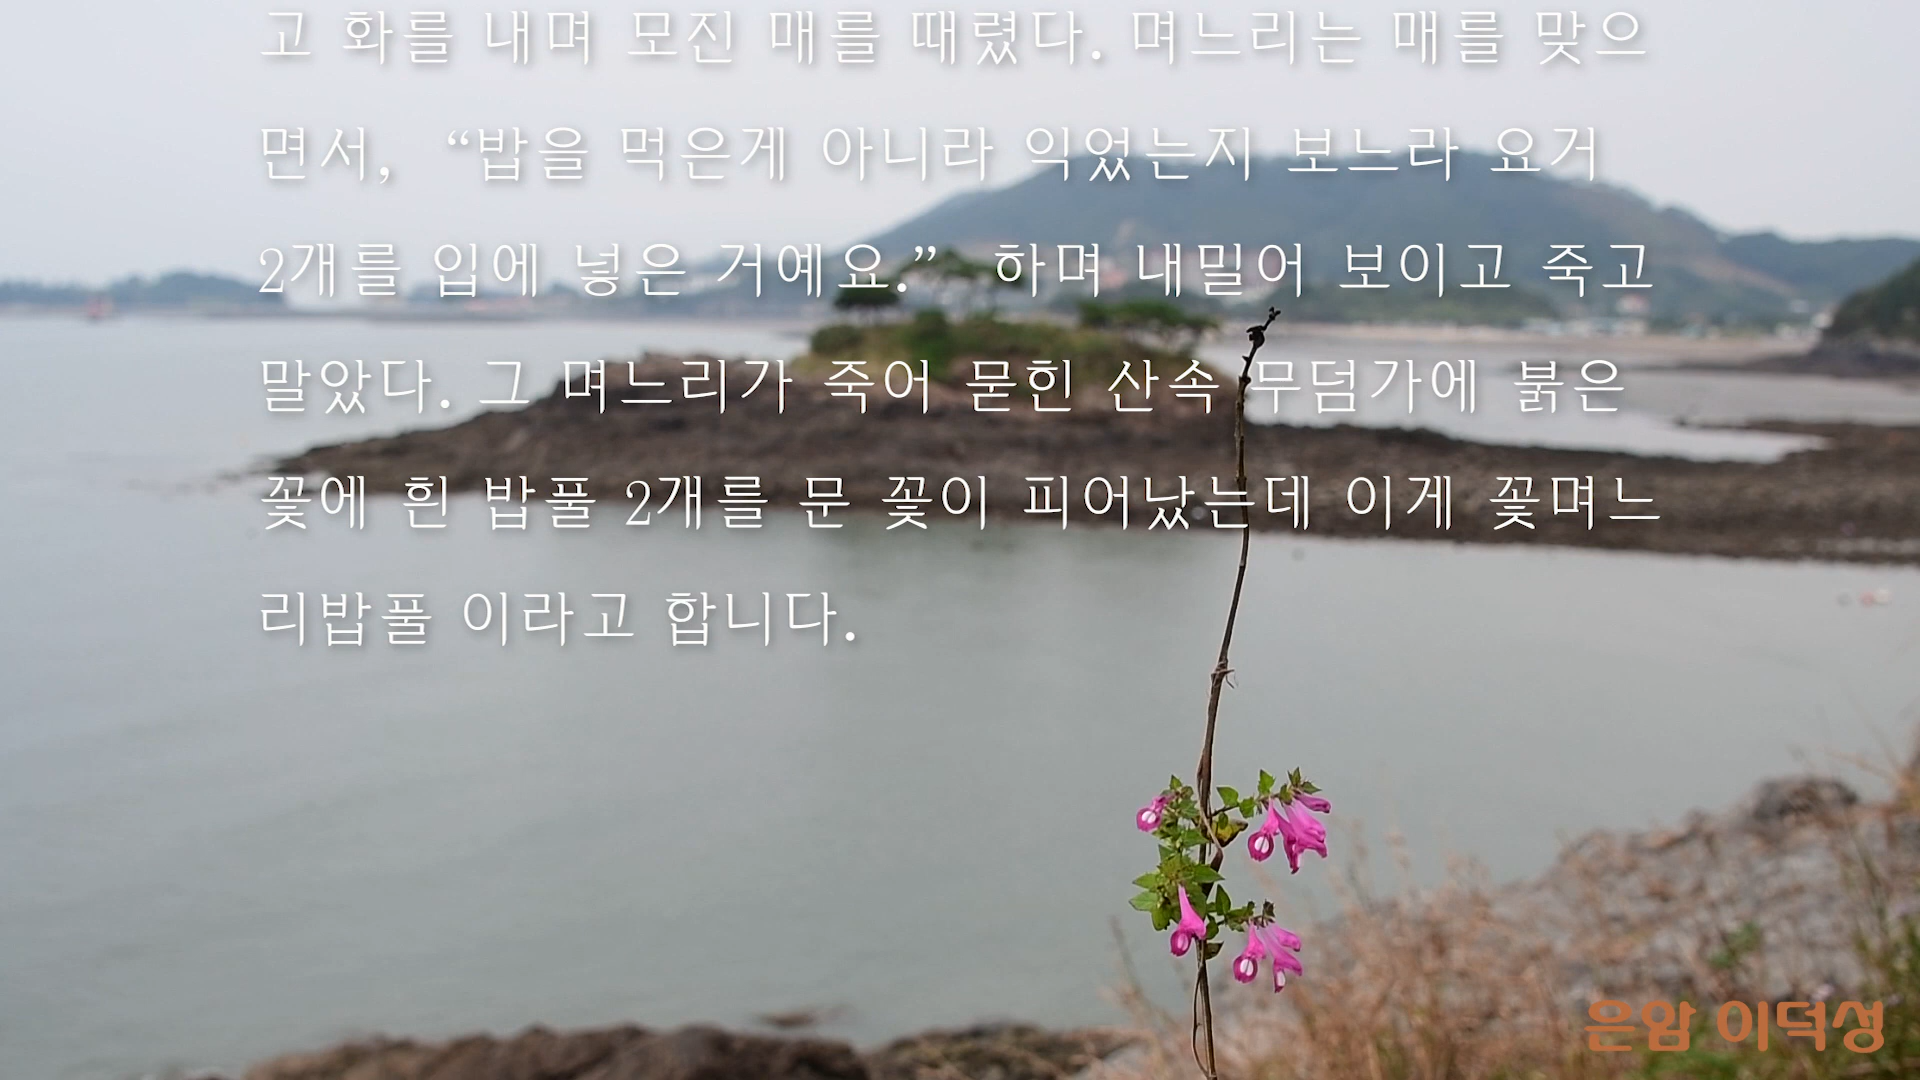 고 화를 내며 모진 매를 때렸다. 며느리는 매를 맞으
면서, “밥을 먹은게 아니라 익었는지 보느라 요거
2개를 입에 넣은 거예요.” 하며 내밀어 보이고 죽고
말았다. 그 며느리가 죽어 묻힌 산속 무덤가에 붉은
꽃에 흰 밥풀 2개를 문 꽃이 피어났는데 이게 꽃며느
리밥풀 이라고 합니다.
은암 이덕성